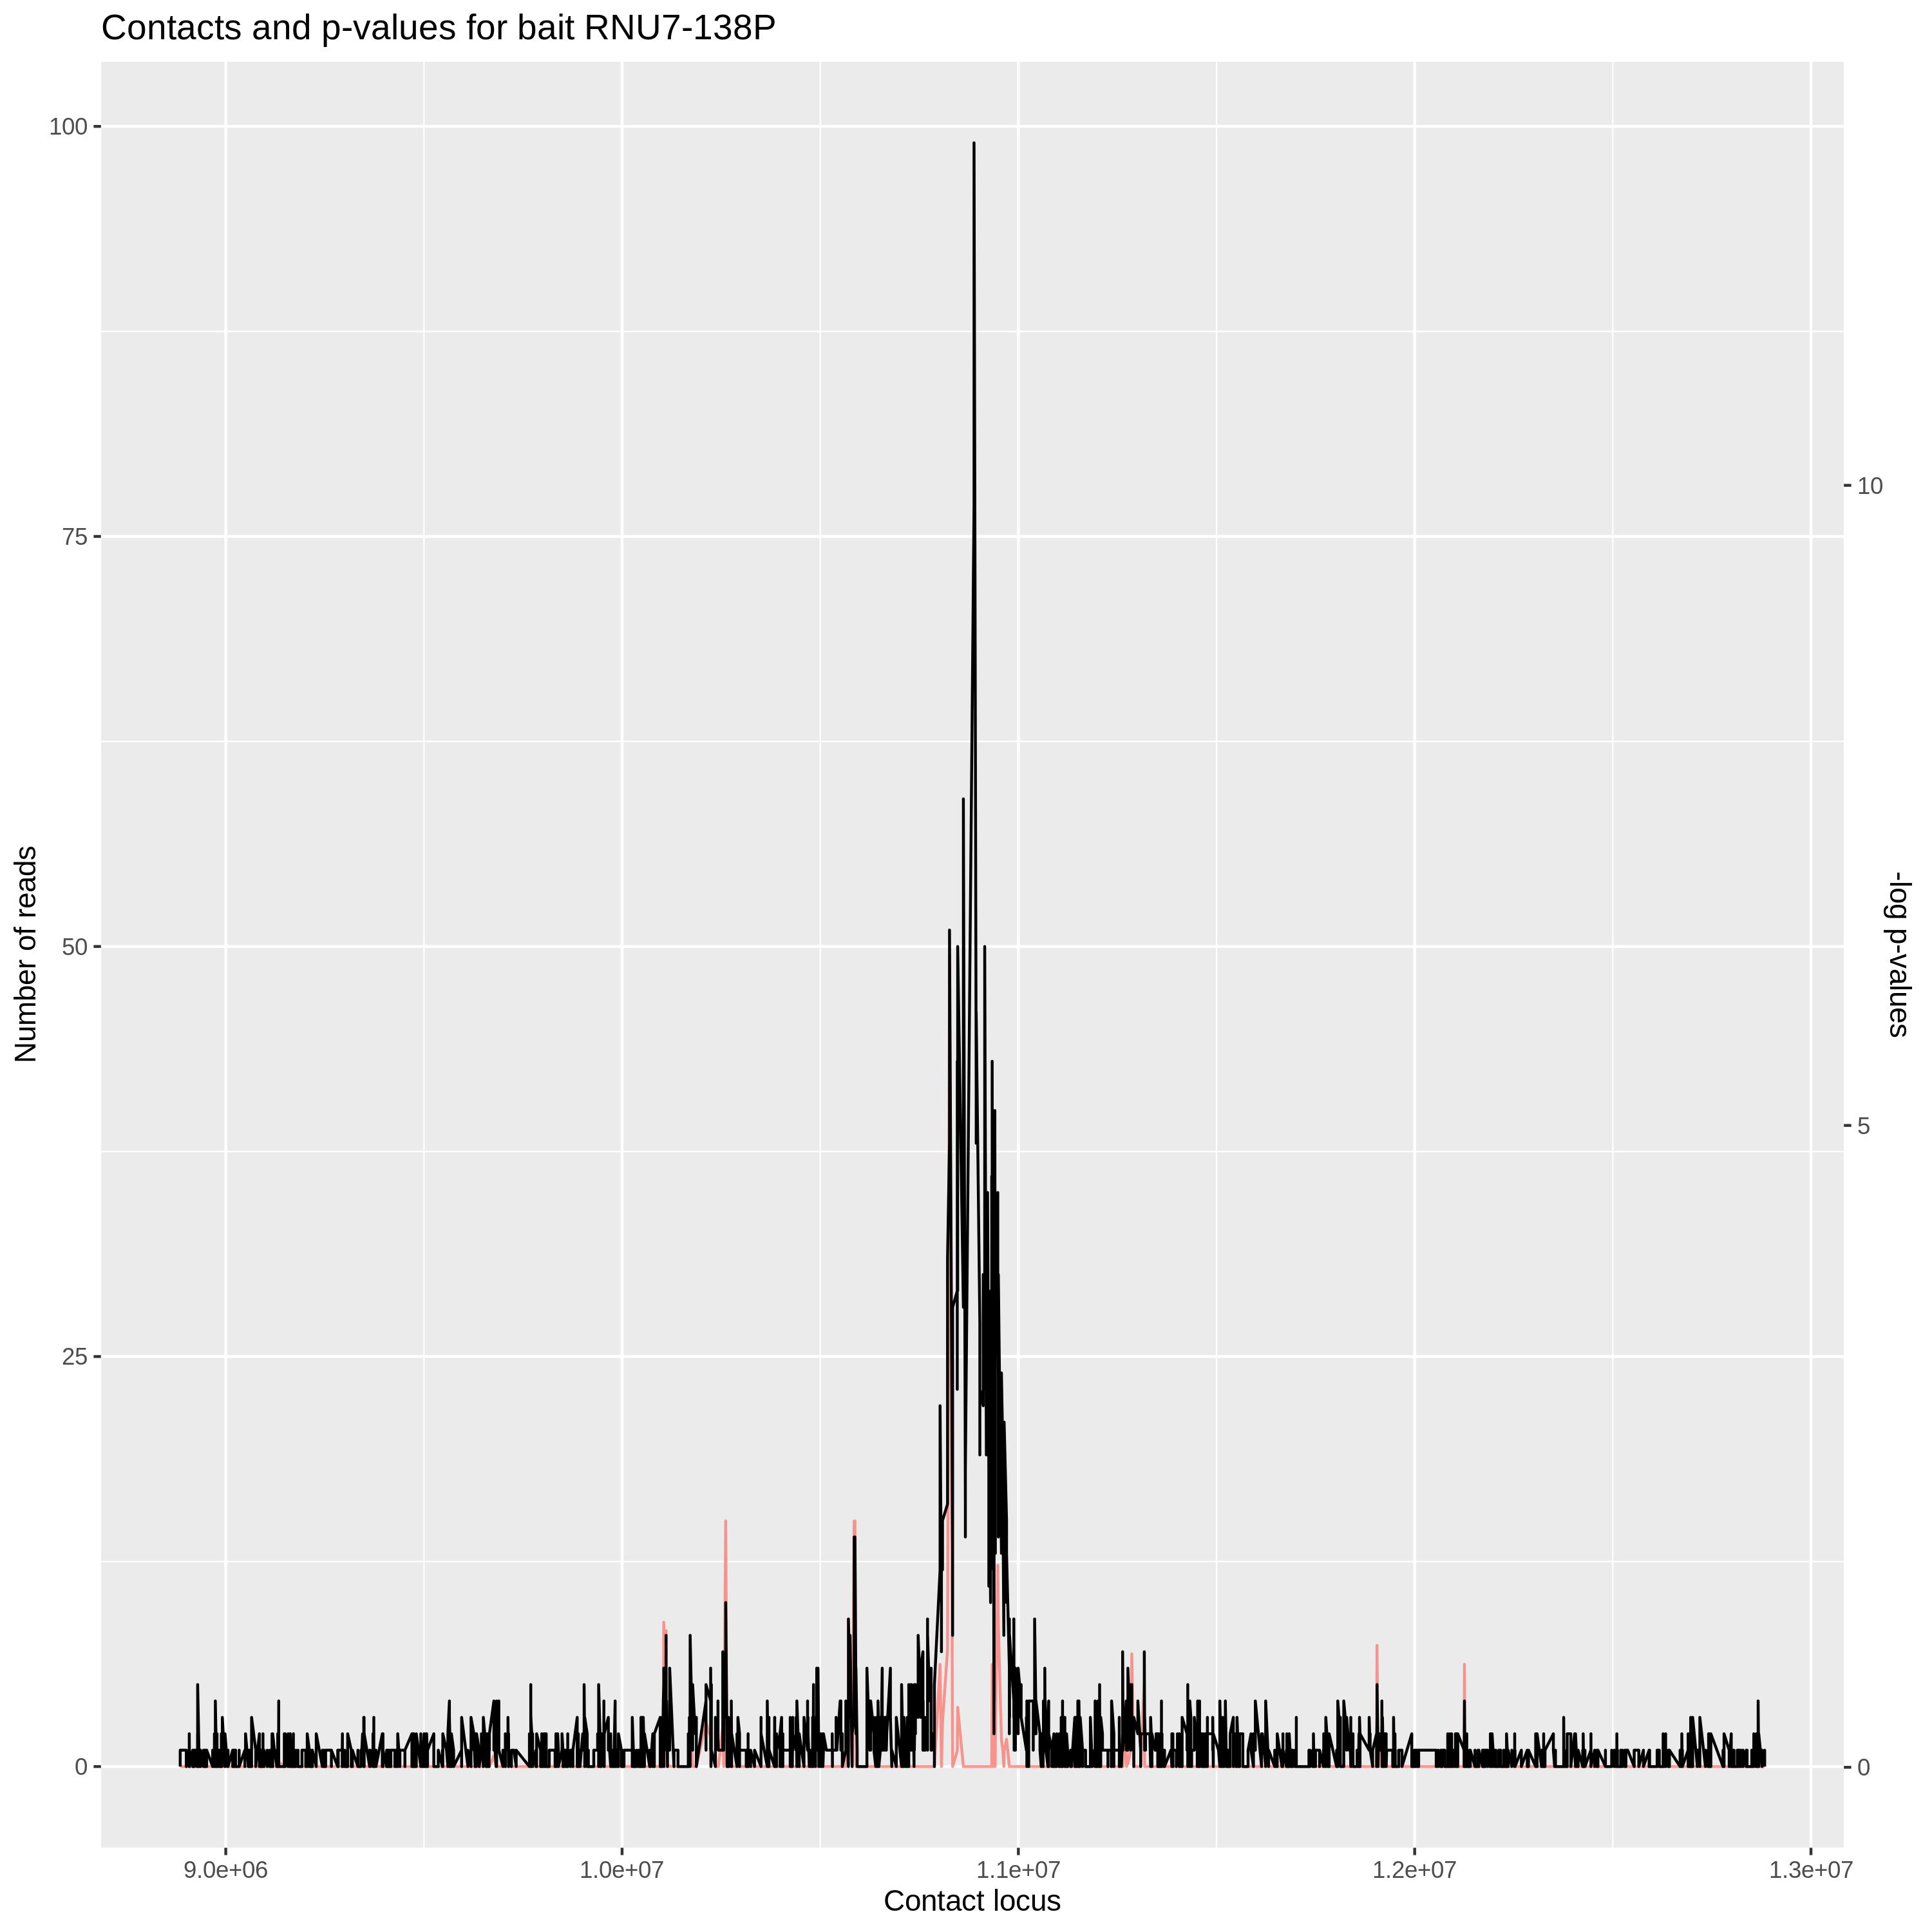 Contacts and p-values for bait RNU7-138P
100
75
50
25
0
Number of reads
10
5
0
-log p-values
9.0e+06
1.0e+07
1.1e+07
1.2e+07
1.3e+07
Contact locus